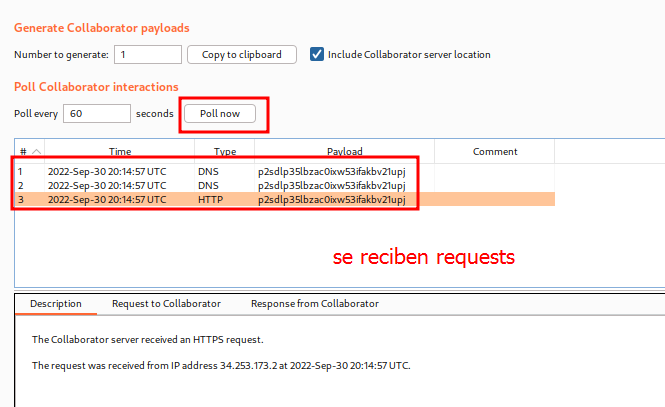 Generate Collaborator payloads
Number to generate: 1 Copy to clipboard Include Collaborator server location
Poll Collaborator interactions
Poll every 60 seconds Poll now
# Time Type Payload Comment
1 2022-Sep-30 20:14:57 UTC DNS p2sdlp35lbzac0ixw53ifakbv21upj
2 2022-Sep-30 20:14:57 UTC DNS p2sdlp35lbzac0ixw53ifakbv21upj
3 2022-Sep-30 20:14:57 UTC HTTP p2sdlp35lbzac0ixw53ifakbv21upj
se reciben requests
Description Request to Collaborator Response from Collaborator
The Collaborator server received an HTTPS request.
The request was received from IP address 34.253.173.2 at 2022-Sep-30 20:14:57 UTC.